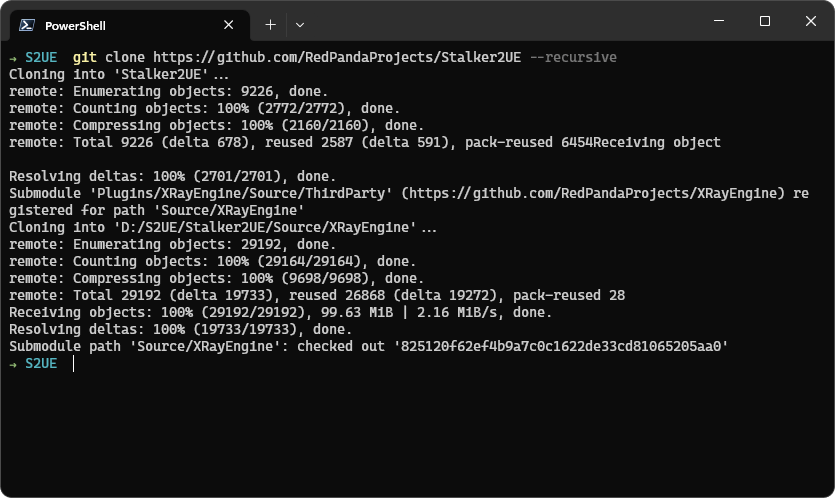 PowerShell
→ S2UE git clone https://github.com/RedPandaProjects/Stalker2UE --recursive
Cloning into 'Stalker2UE'...
remote: Enumerating objects: 9226, done.
remote: Counting objects: 100% (2772/2772), done.
remote: Compressing objects: 100% (2160/2160), done.
remote: Total 9226 (delta 678), reused 2587 (delta 591), pack-reused 6454Receiving object
Resolving deltas: 100% (2701/2701), done.
Submodule 'Plugins/XRayEngine/Source/ThirdParty' (https://github.com/RedPandaProjects/XRayEngine) re
gistered for path 'Source/XRayEngine'
Cloning into 'D:/S2UE/Stalker2UE/Source/XRayEngine'...
remote: Enumerating objects: 29192, done.
remote: Counting objects: 100% (29164/29164), done.
remote: Compressing objects: 100% (9698/9698), done.
remote: Total 29192 (delta 19733), reused 26868 (delta 19272), pack-reused 28
Receiving objects: 100% (29192/29192), 99.63 MiB | 2.16 MiB/s, done.
Resolving deltas: 100% (19733/19733), done.
Submodule path 'Source/XRayEngine': checked out '825120f62ef4b9a7c0c1622de33cd81065205aa0'
→ S2UE